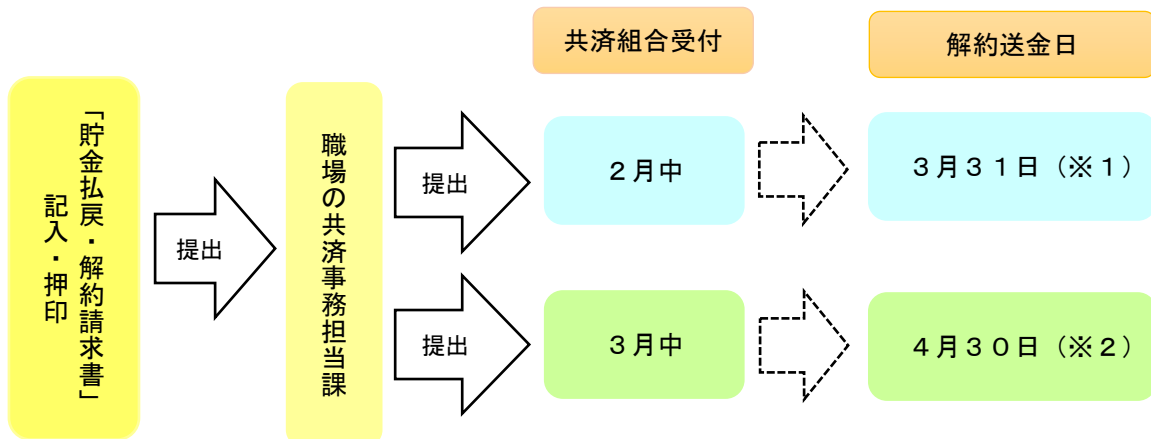 共済組合受付
解約送金日
「貯金払戻・解約請求書」
記入・押印
提出
職場の共済事務担当課
提出
２月中
３月３１日（※１）
提出
３月中
４月３０日（※２）